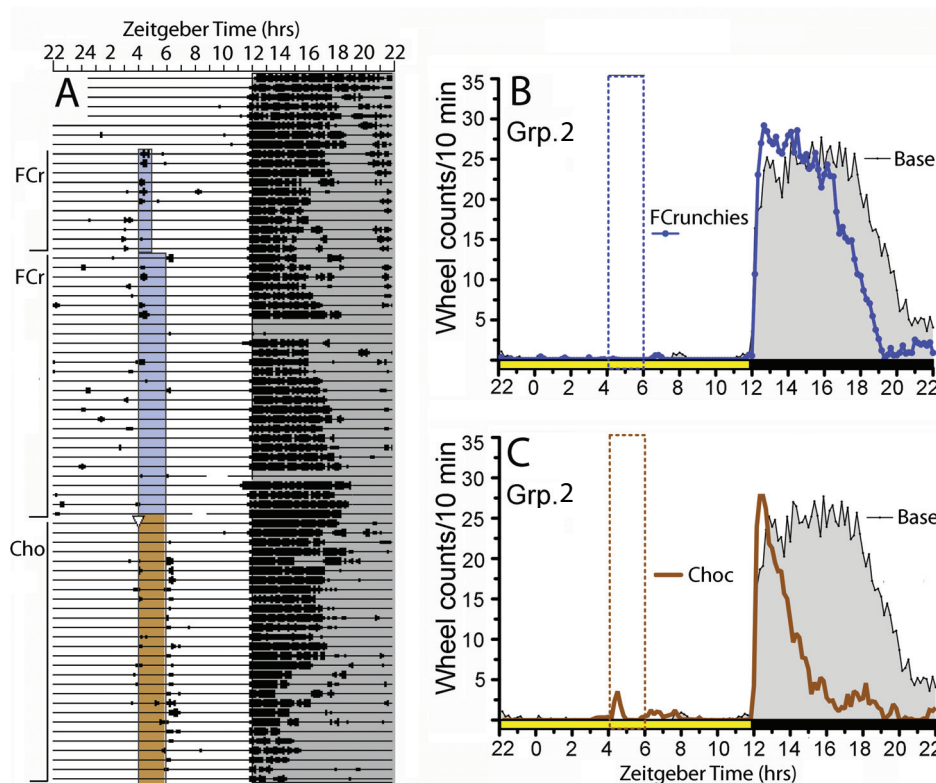 Zeitgeber Time (hrs)
22 24 2 4 6 8 10 12 14 16 18 20 22
A
FCr
FCr
Cho
B
Grp.2
Wheel counts/10 min
35
30
25
20
15
10
5
Base
FCrunchies
22 0 2 4 6 8 10 12 14 16 18 20 22
C
Grp.2
Wheel counts/10 min
35
30
25
20
15
10
5
Base
Choc
22 0 2 4 6 8 10 12 14 16 18 20 22
Zeitgeber Time (hrs)